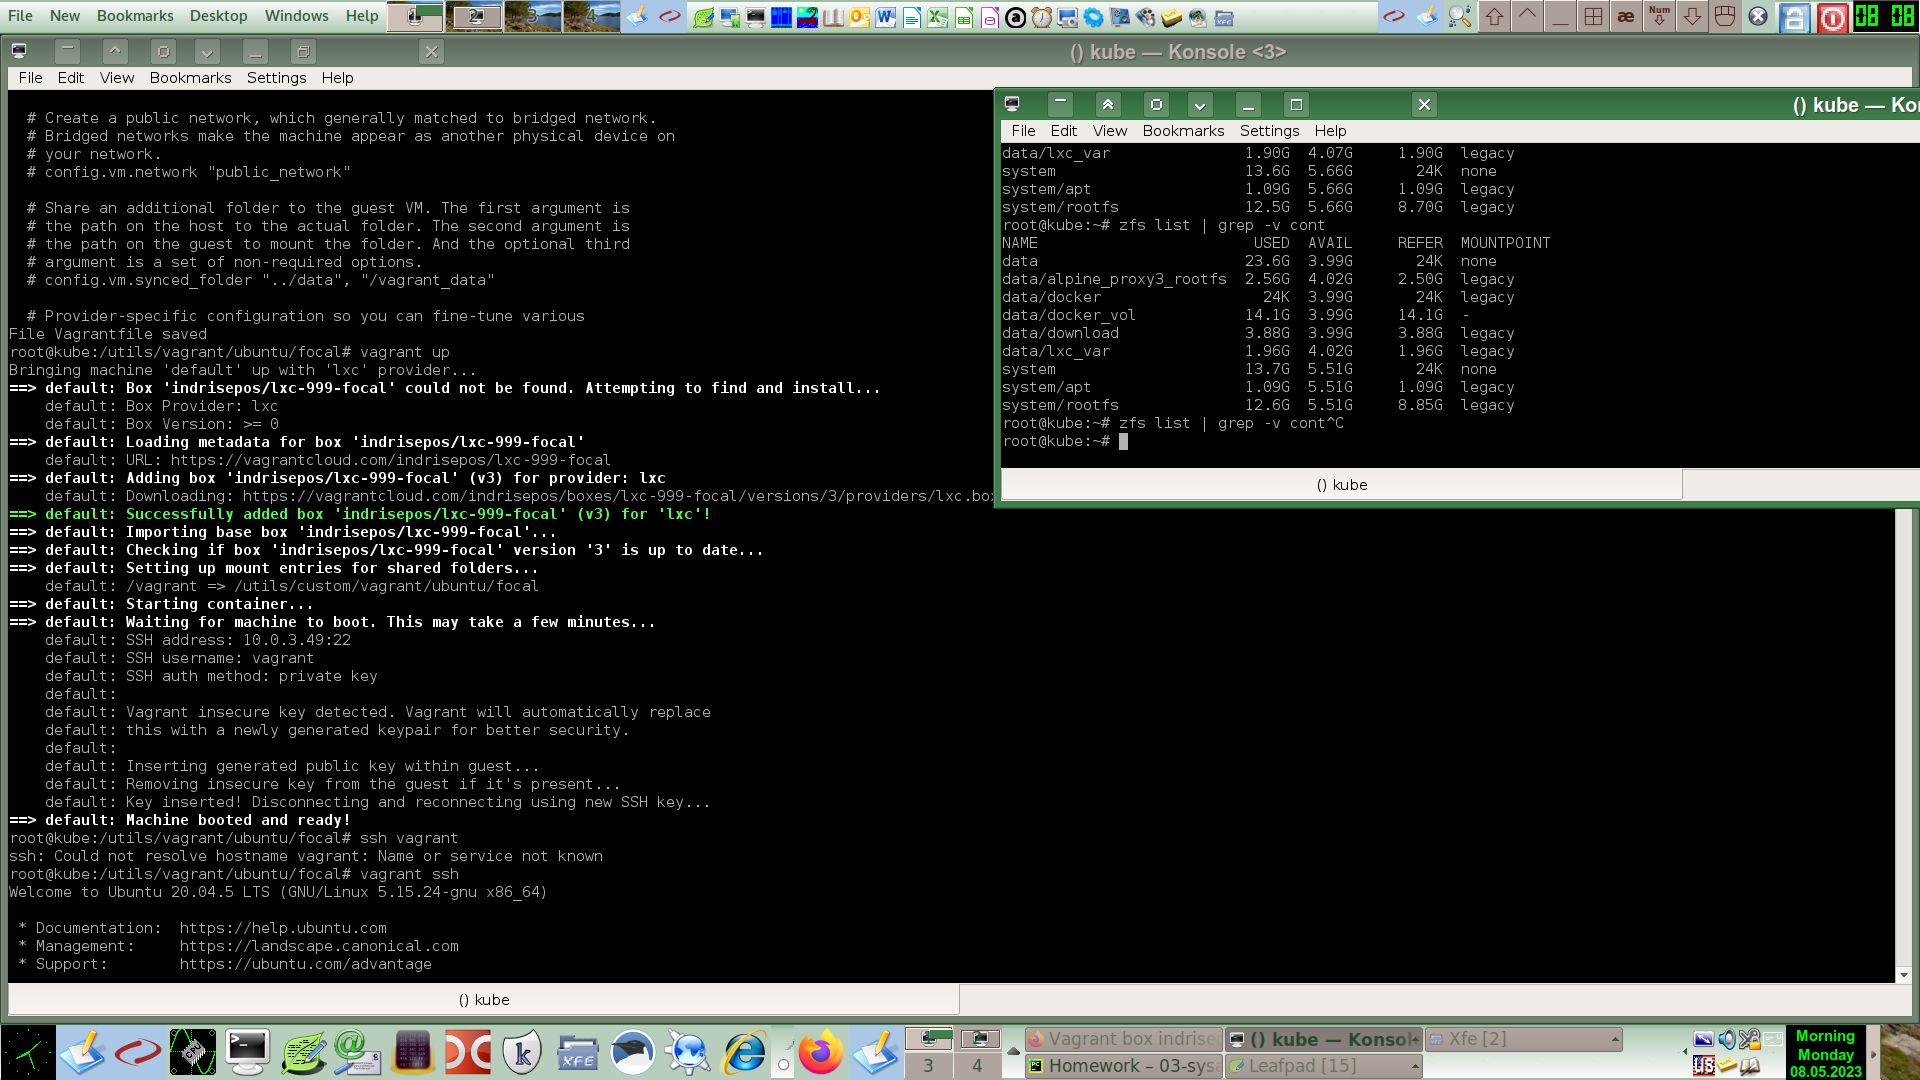 File Bookmarks Desktop Windows Help
1 2 3 4
08 08
() kube — Konsole <3>
File Edit View Bookmarks Settings Help
# Create a public network, which generally matched to bridged network.
# Bridged networks make the machine appear as another physical device on
# your network.
# config.vm.network "public_network"
# Share an additional folder to the guest VM. The first argument is
# the path on the host to the actual folder. The second argument is
# the path on the guest to mount the folder. And the optional third
# argument is a set of non-required options.
# config.vm.synced_folder "../data", "/vagrant_data"
# Provider-specific configuration so you can fine-tune various
File Vagrantfile saved
root@kube:/utils/vagrant/ubuntu/focal# vagrant up
Bringing machine 'default' up with 'lxc' provider...
==> default: Box 'indrisepos/lxc-999-focal' could not be found. Attempting to find and install...
default: Box Provider: lxc
default: Box Version: >= 0
==> default: Loading metadata for box 'indrisepos/lxc-999-focal'
default: URL: https://vagrantcloud.com/indrisepos/lxc-999-focal
==> default: Adding box 'indrisepos/lxc-999-focal' (v3) for provider: lxc
default: Downloading: https://vagrantcloud.com/indrisepos/boxes/lxc-999-focal/versions/3/providers/lxc.box
==> default: Successfully added box 'indrisepos/lxc-999-focal' (v3) for 'lxc'!
==> default: Importing base box 'indrisepos/lxc-999-focal'...
==> default: Checking if box 'indrisepos/lxc-999-focal' version '3' is up to date...
==> default: Setting up mount entries for shared folders...
default: /vagrant => /utils/custom/vagrant/ubuntu/focal
==> default: Starting container...
==> default: Waiting for machine to boot. This may take a few minutes...
default: SSH address: 10.0.3.49:22
default: SSH username: vagrant
default: SSH auth method: private key
default:
default: Vagrant insecure key detected. Vagrant will automatically replace
default: this with a newly generated keypair for better security.
default:
default: Inserting generated public key within guest...
default: Removing insecure key from the guest if it's present...
default: Key inserted! Disconnecting and reconnecting using new SSH key...
==> default: Machine booted and ready!
root@kube:/utils/vagrant/ubuntu/focal# ssh vagrant
ssh: Could not resolve hostname vagrant: Name or service not known
root@kube:/utils/vagrant/ubuntu/focal# vagrant ssh
Welcome to Ubuntu 20.04.5 LTS (GNU/Linux 5.15.24-gnu x86_64)
* Documentation: https://help.ubuntu.com
* Management: https://landscape.canonical.com
* Support: https://ubuntu.com/advantage
() kube
() kube — Ko
File Edit View Bookmarks Settings Help
data/lxc_var 1.90G 4.07G 1.90G legacy
system 13.6G 5.66G 24K none
system/apt 1.09G 5.66G 1.09G legacy
system/rootfs 12.5G 5.66G 8.70G legacy
root@kube:~# zfs list | grep -v cont
NAME USED AVAIL REFER MOUNTPOINT
data 23.6G 3.99G 24K none
data/alpine_proxy3_rootfs 2.56G 4.02G 2.50G legacy
data/docker 24K 3.99G 24K legacy
data/docker_vol 14.1G 3.99G 14.1G -
data/download 3.88G 3.99G 3.88G legacy
data/lxc_var 1.96G 4.02G 1.96G legacy
system 13.7G 5.51G 24K none
system/apt 1.09G 5.51G 1.09G legacy
system/rootfs 12.6G 5.51G 8.85G legacy
root@kube:~# zfs list | grep -v cont^C
root@kube:~#
() kube
3 4
Vagrant box indrise
() kube — Konsol
Xfe [2]
Homework – 03-sysa
Leafpad [15]
Morning
Monday
08.05.2023